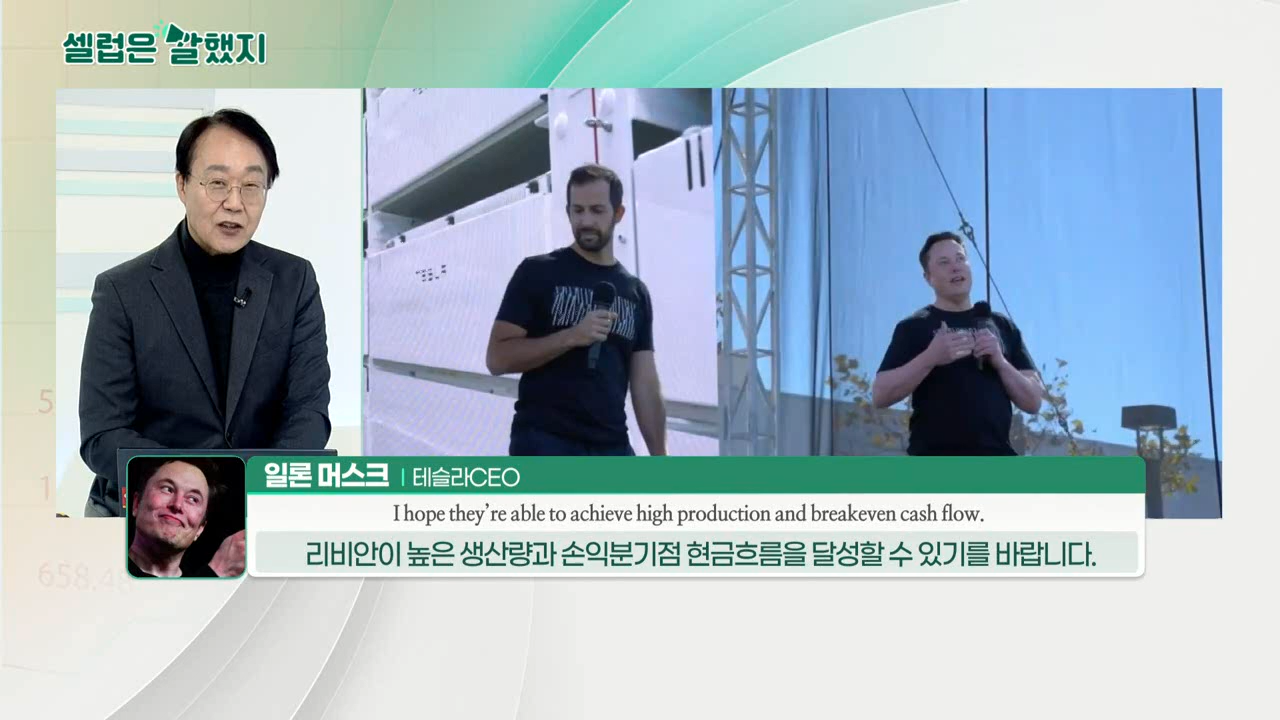 셀럽은 말했지
TESLA
일론 머스크 | 테슬라CEO
I hope they're able to achieve high production and breakeven cash flow.
리비안이 높은 생산량과 손익분기점 현금흐름을 달성할 수 있기를 바랍니다.